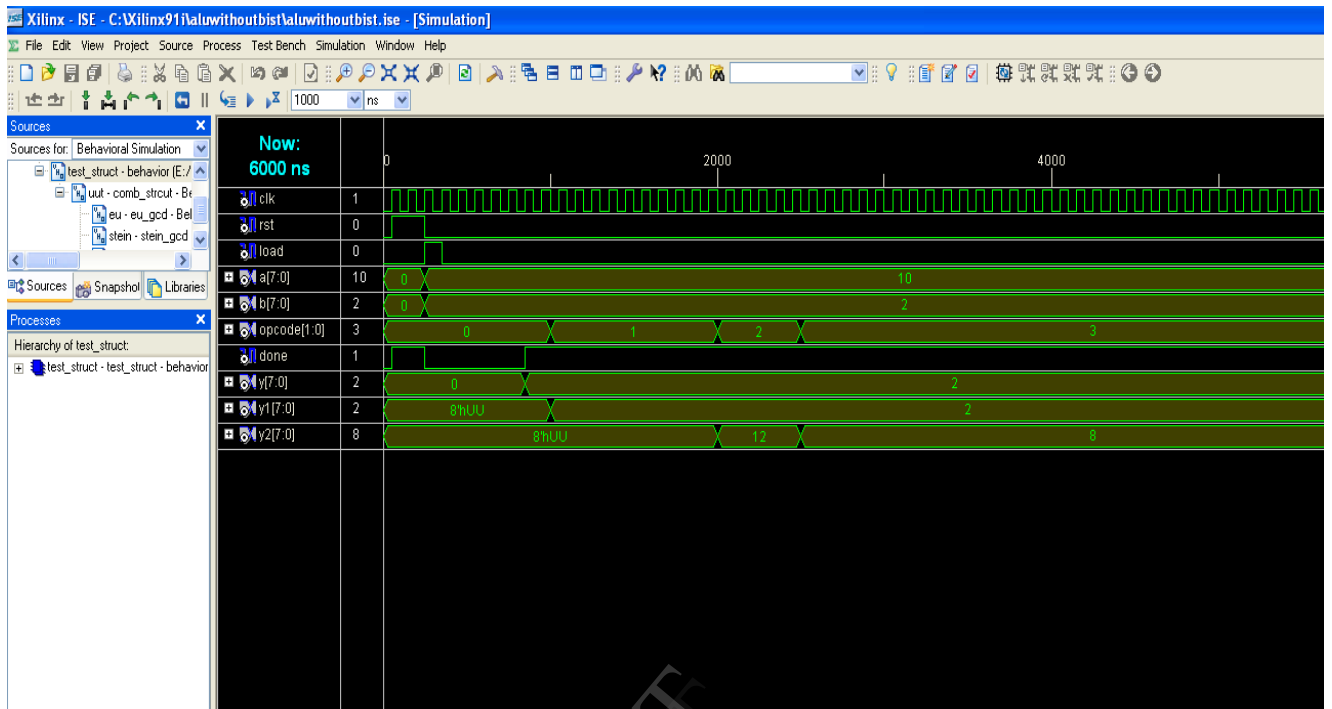 Xilinx - ISE - C:\Xilinx91i\aluwithoutbist\aluwithoutbist.ise - [Simulation]
File Edit View Project Source Process Test Bench Simulation Window Help
1000 ns
Sources
Sources for: Behavioral Simulation
test_struct - behavior (E:/
uut - comb_strcut - Be
eu - eu_gcd - Bel
stein - stein_gcd
Sources Snapshol Libraries
Processes
Hierarchy of test_struct:
test_struct - test_struct - behavior
Now:
6000 ns
0 2000 4000
clk 1
rst 0
load 0
a[7:0] 10 0 10
b[7:0] 2 0 2
opcode[1:0] 3 0 1 2 3
done 1
y[7:0] 2 0 2
y1[7:0] 2 8'hUU 2
y2[7:0] 8 8'hUU 12 8